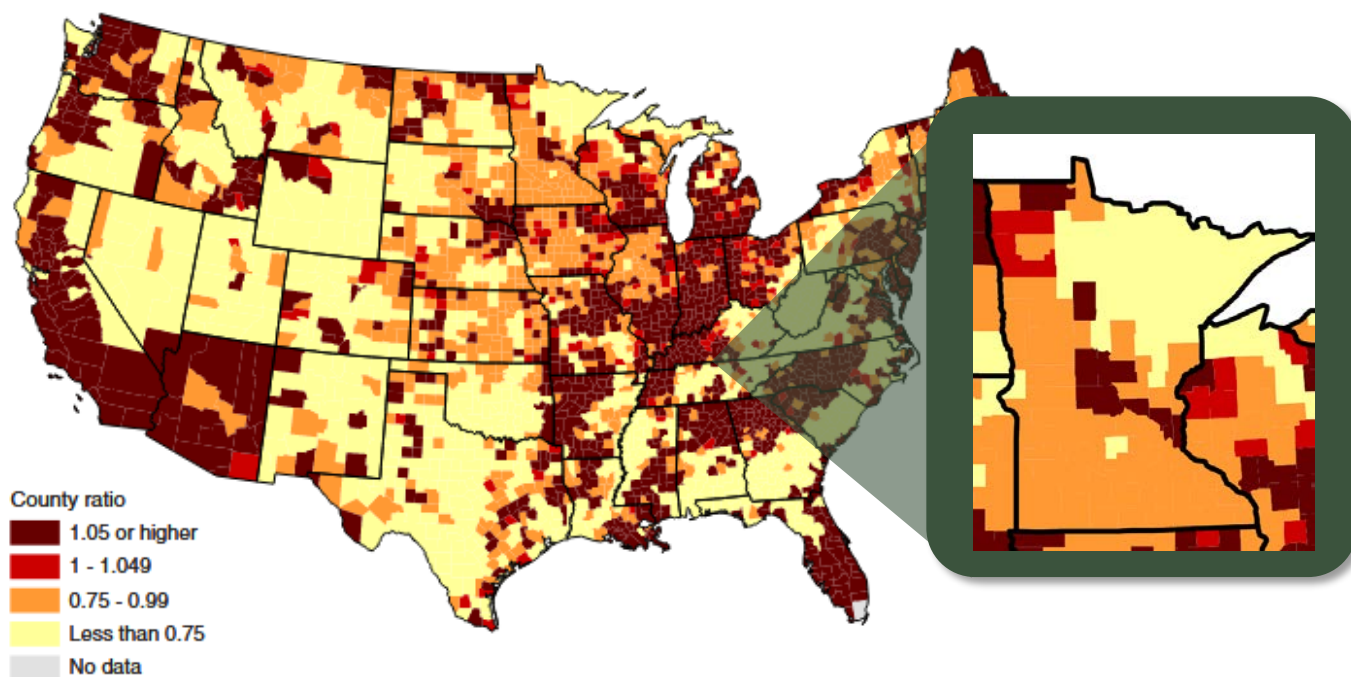 County ratio
1.05 or higher
1 - 1.049
0.75 - 0.99
Less than 0.75
No data